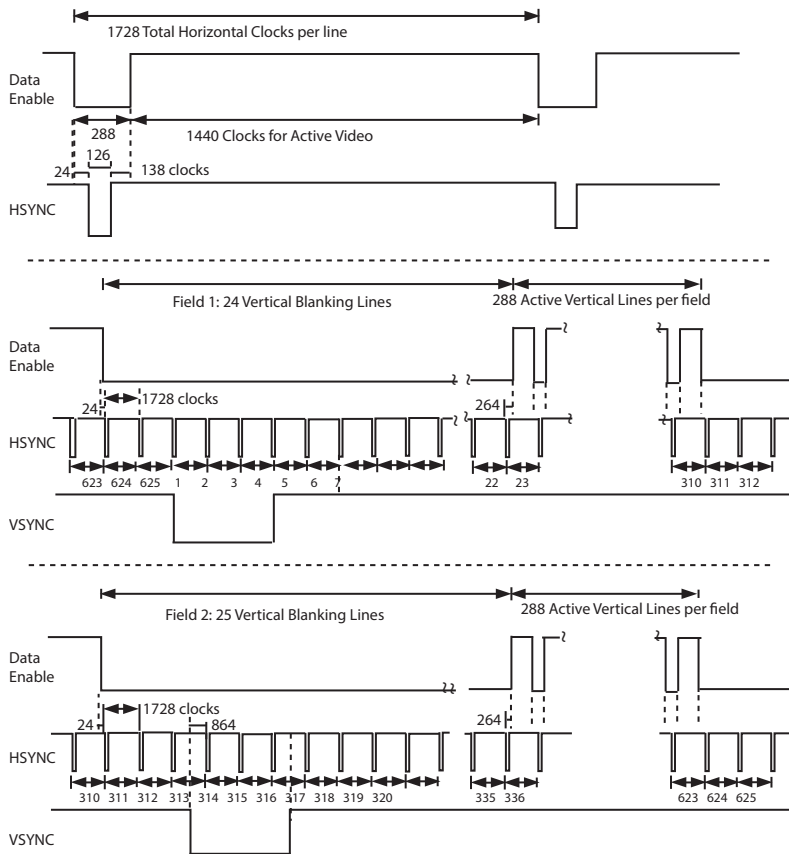 1728 Total Horizontal Clocks per line
Data
Enable
288
1440 Clocks for Active Video
126
24
138 clocks
HSYNC
Field 1: 24 Vertical Blanking Lines
288 Active Vertical Lines per field
Data
Enable
1728 clocks
24
264
HSYNC
623 624 625 1 2 3 4 5 6 7 22 23 310 311 312
VSYNC
Field 2: 25 Vertical Blanking Lines
288 Active Vertical Lines per field
Data
Enable
1728 clocks
24
864
264
HSYNC
310 311 312 313 314 315 316 317 318 319 320 335 336 623 624 625
VSYNC